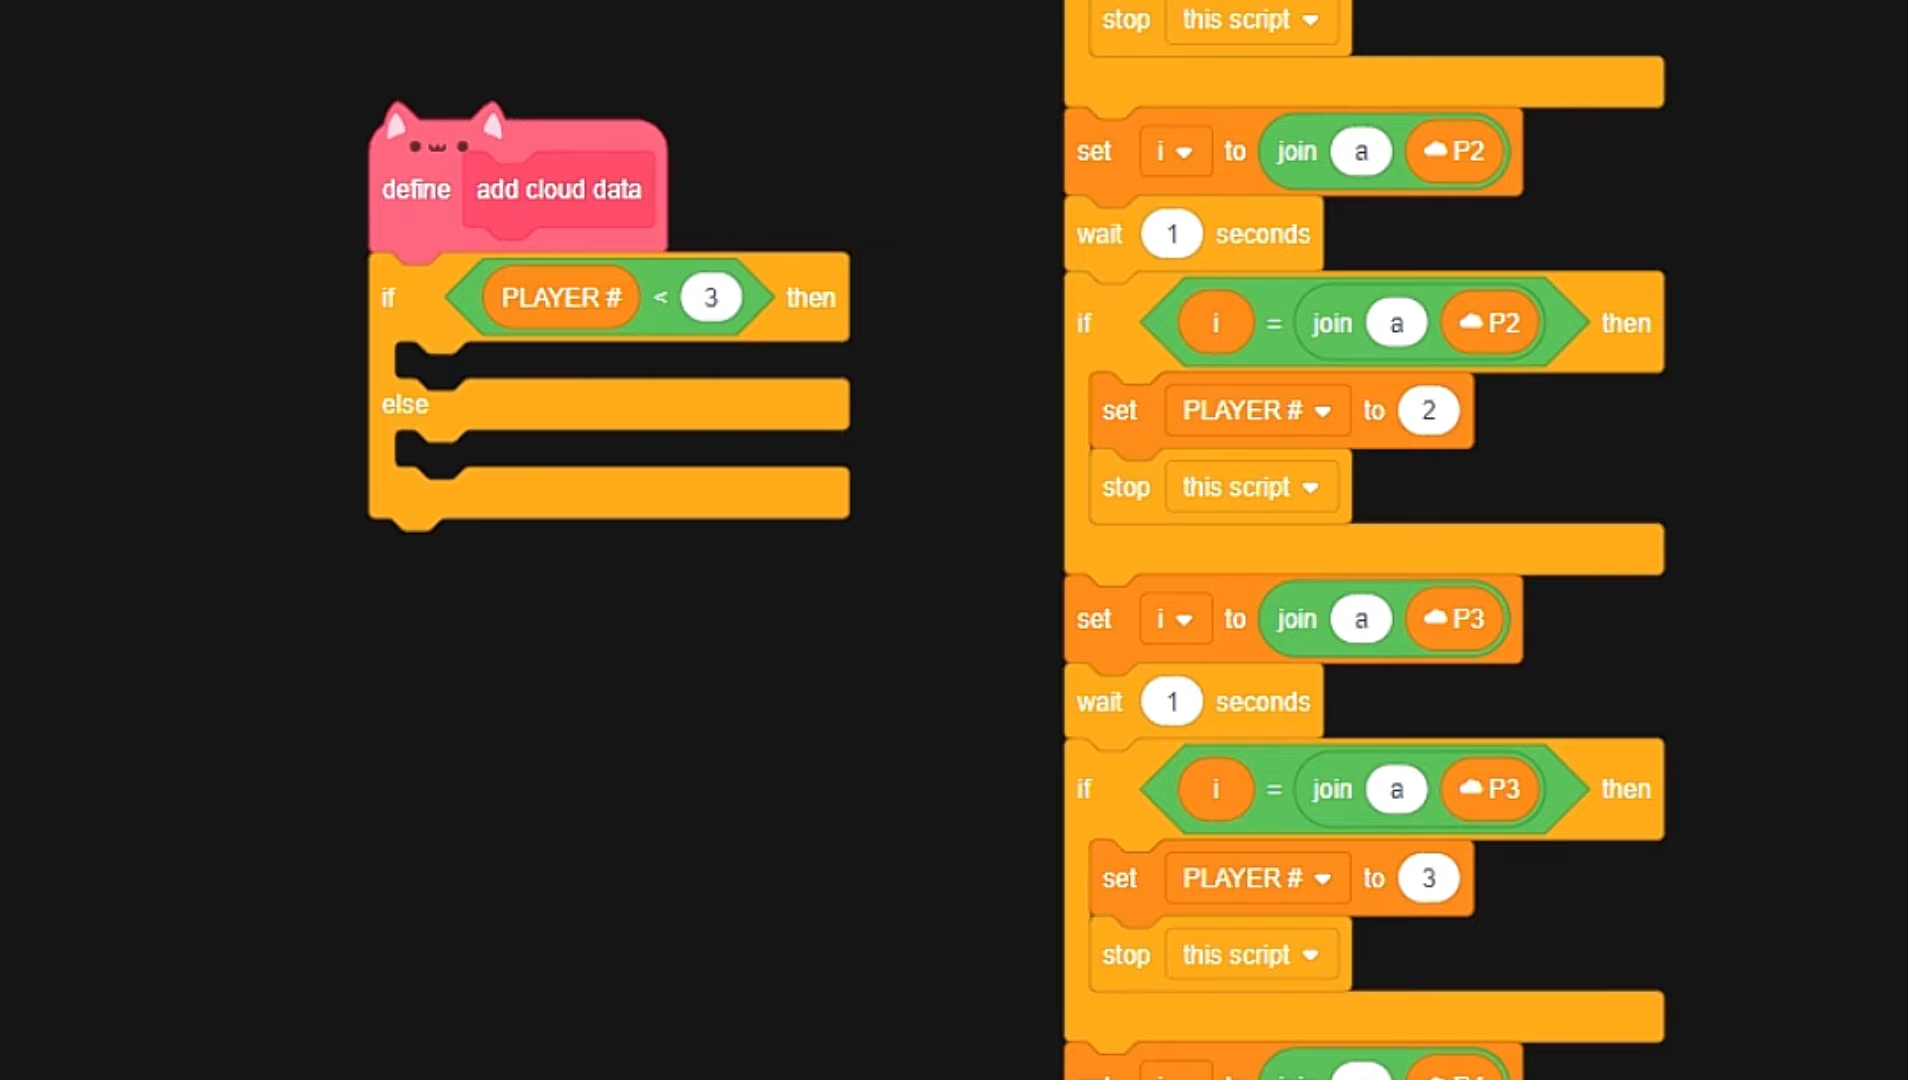 define add cloud data
if PLAYER # < 3 then
else
stop this script
set i to join a P2
wait 1 seconds
if i = join a P2 then
set PLAYER # to 2
stop this script
set i to join a P3
wait 1 seconds
if i = join a P3 then
set PLAYER # to 3
stop this script